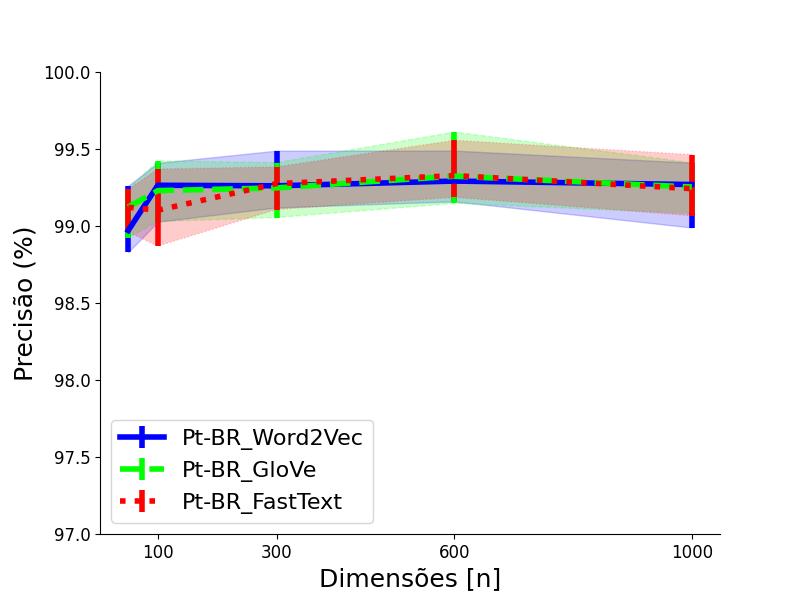 100.0
99.5
99.0
98.5
98.0
97.5
97.0
Precisão (%)
Pt-BR_Word2Vec
Pt-BR_GloVe
Pt-BR_FastText
100 300 600 1000
Dimensões [n]